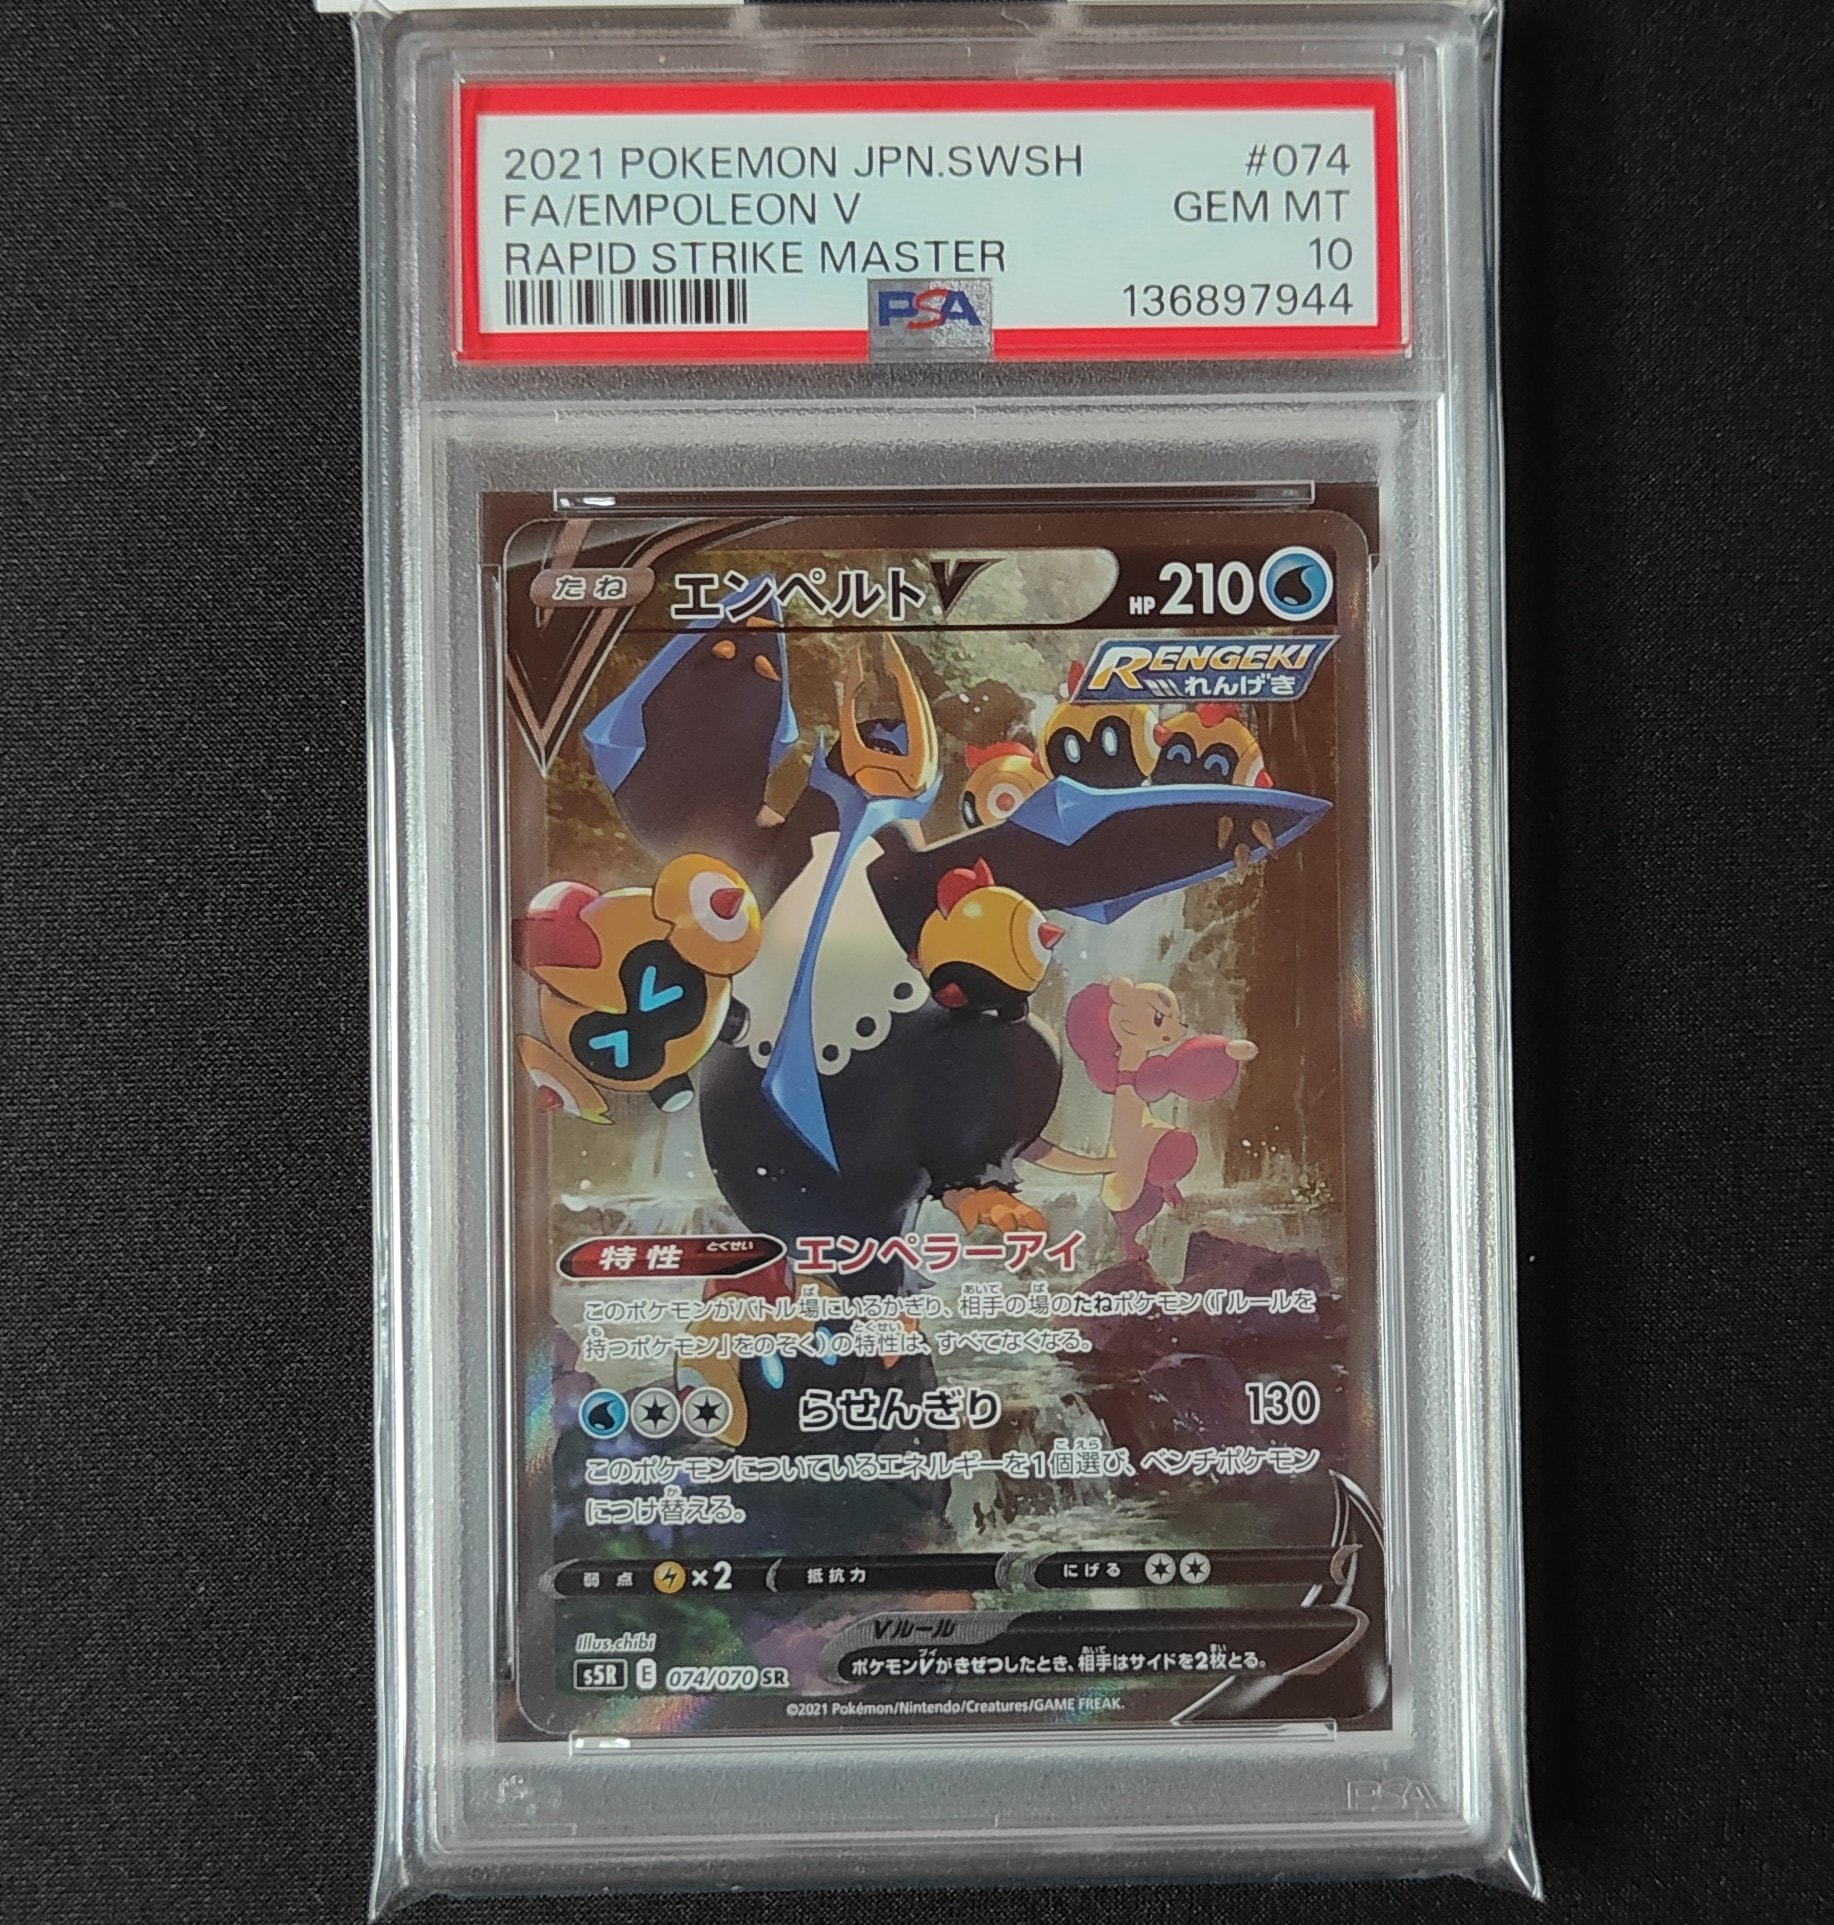 2021 POKEMON JPN.SWSH #074
FA/EMPOLEON V GEM MT
RAPID STRIKE MASTER 10
PSA 136897944
たね エンペルトV HP210
RENGEKI
れんげき
特性 とくせい エンペラーアイ
このポケモンがバトル場にいるかぎり、相手の場のたねポケモン(「ルールを
持つポケモン」をのぞく)の特性は、すべてなくなる。
らせんぎり 130
このポケモンについているエネルギーを1個選び、ベンチポケモン
につけ替える。
弱点 ×2 抵抗力 にげる
Vルール
ポケモンVがきぜつしたとき、相手はサイドを2枚とる。
Illus.chibi
s5R E 074/070 SR
©2021 Pokémon/Nintendo/Creatures/GAME FREAK.
PSA